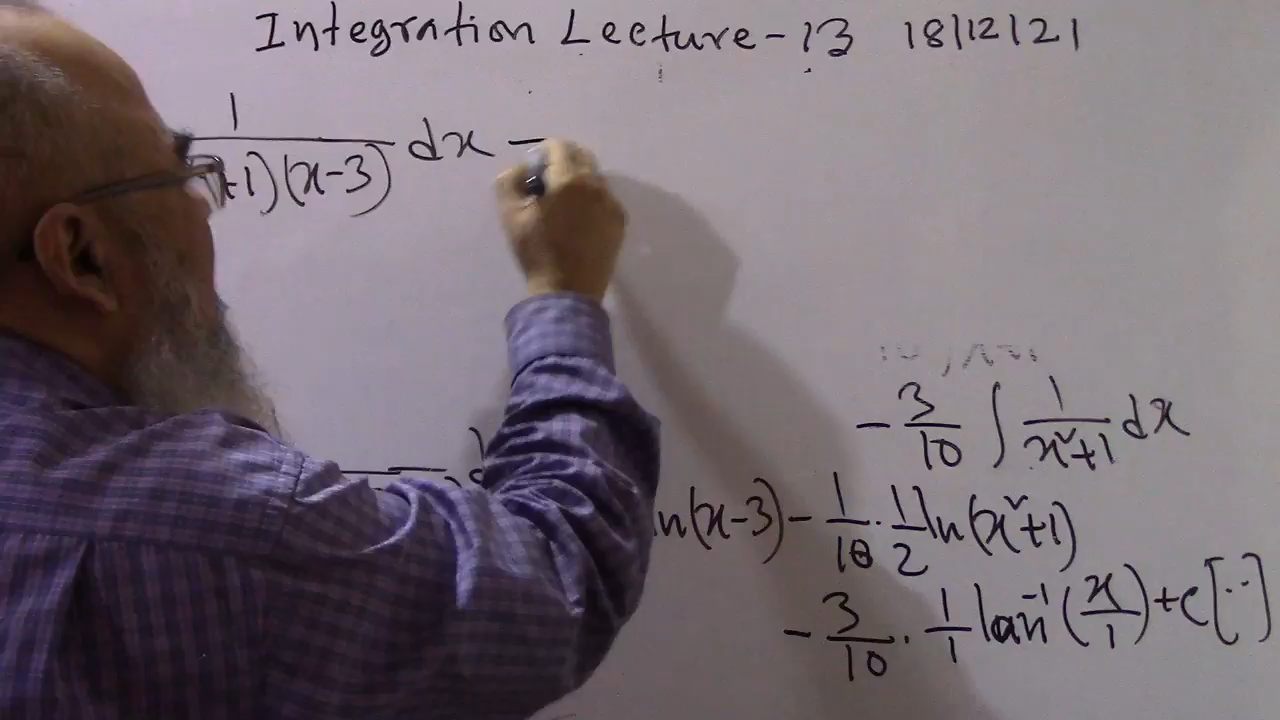 Integration Lecture-13 18/12/21
1
+1)(x-3) dx =
-3/10 ∫ 1/x²+1 dx
ln(x-3) - 1/10 . 1/2 ln(x²+1)
- 3/10 . 1/1 tan⁻¹(x/1) + c [∵]